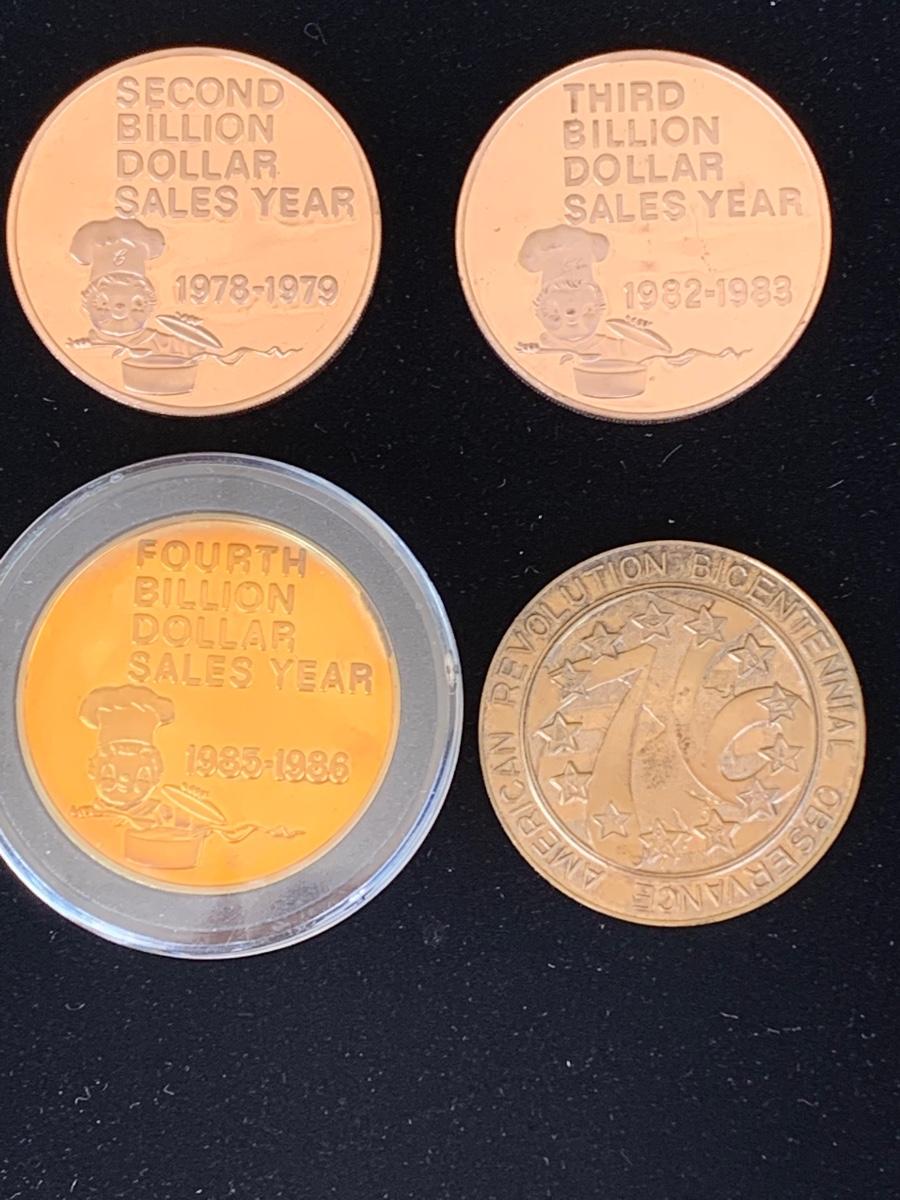 SECOND
BILLION
DOLLAR
SALES YEAR
1978-1979
THIRD
BILLION
DOLLAR
SALES YEAR
1982-1983
FOURTH
BILLION
DOLLAR
SALES YEAR
1985-1986
AMERICAN REVOLUTION BICENTENNIAL OBSERVANCE
76